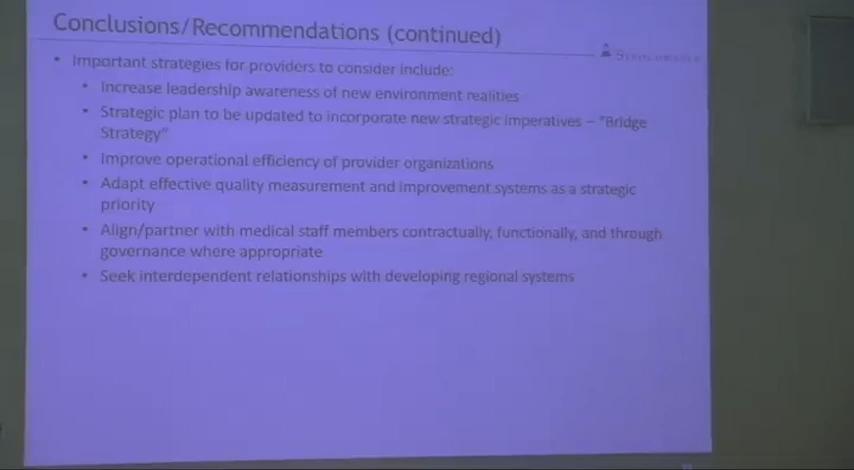 Conclusions/Recommendations (continued)
• Important strategies for providers to consider include:
• Increase leadership awareness of new environment realities
• Strategic plan to be updated to incorporate new strategic imperatives – "Bridge
Strategy"
• Improve operational efficiency of provider organizations
• Adapt effective quality measurement and improvement systems as a strategic
priority
• Align/partner with medical staff members contractually, functionally, and through
governance where appropriate
• Seek interdependent relationships with developing regional systems